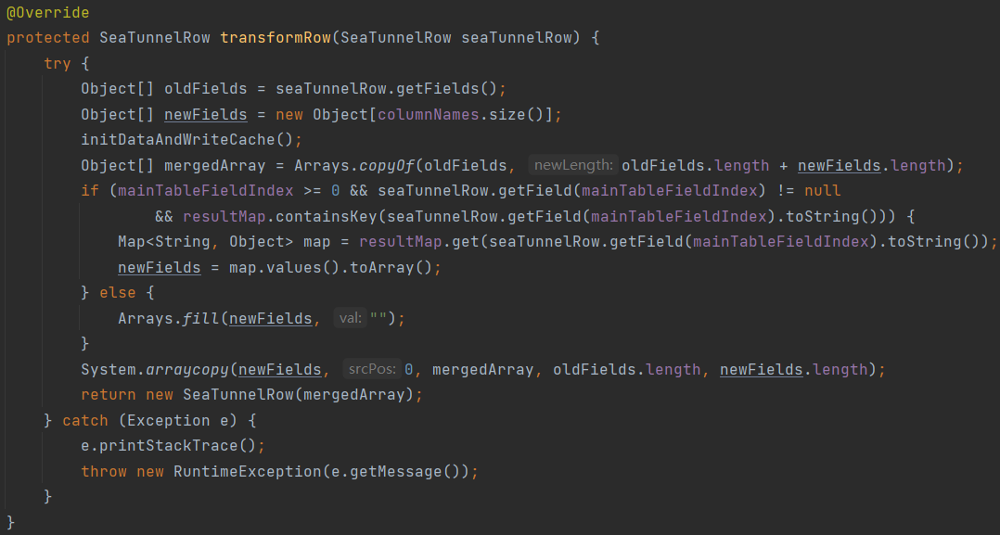 @Override
protected SeaTunnelRow transformRow(SeaTunnelRow seaTunnelRow) {
    try {
        Object[] oldFields = seaTunnelRow.getFields();
        Object[] newFields = new Object[columnNames.size()];
        initDataAndWriteCache();
        Object[] mergedArray = Arrays.copyOf(oldFields, newLength: oldFields.length + newFields.length);
        if (mainTableFieldIndex >= 0 && seaTunnelRow.getField(mainTableFieldIndex) != null
                && resultMap.containsKey(seaTunnelRow.getField(mainTableFieldIndex).toString())) {
            Map<String, Object> map = resultMap.get(seaTunnelRow.getField(mainTableFieldIndex).toString());
            newFields = map.values().toArray();
        } else {
            Arrays.fill(newFields, val: "");
        }
        System.arraycopy(newFields, srcPos: 0, mergedArray, oldFields.length, newFields.length);
        return new SeaTunnelRow(mergedArray);
    } catch (Exception e) {
        e.printStackTrace();
        throw new RuntimeException(e.getMessage());
    }
}